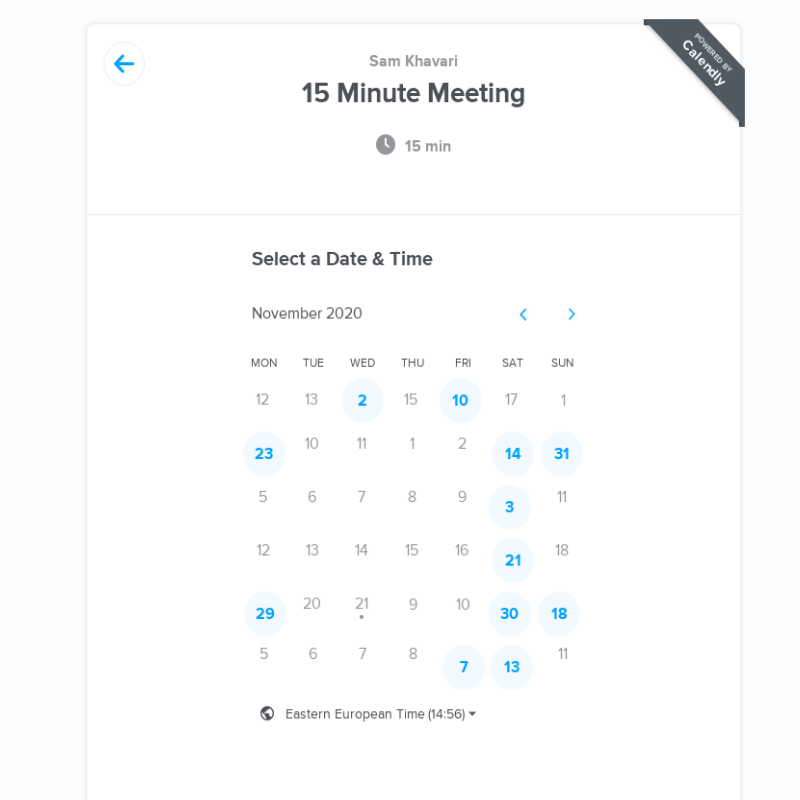 POWERED BY
Calendly
Sam Khavari
15 Minute Meeting
15 min
Select a Date & Time
November 2020
MON TUE WED THU FRI SAT SUN
12 13 2 15 10 17 1
23 10 11 1 2 14 31
5 6 7 8 9 3 11
12 13 14 15 16 21 18
29 20 21 9 10 30 18
5 6 7 8 7 13 11
Eastern European Time (14:56)